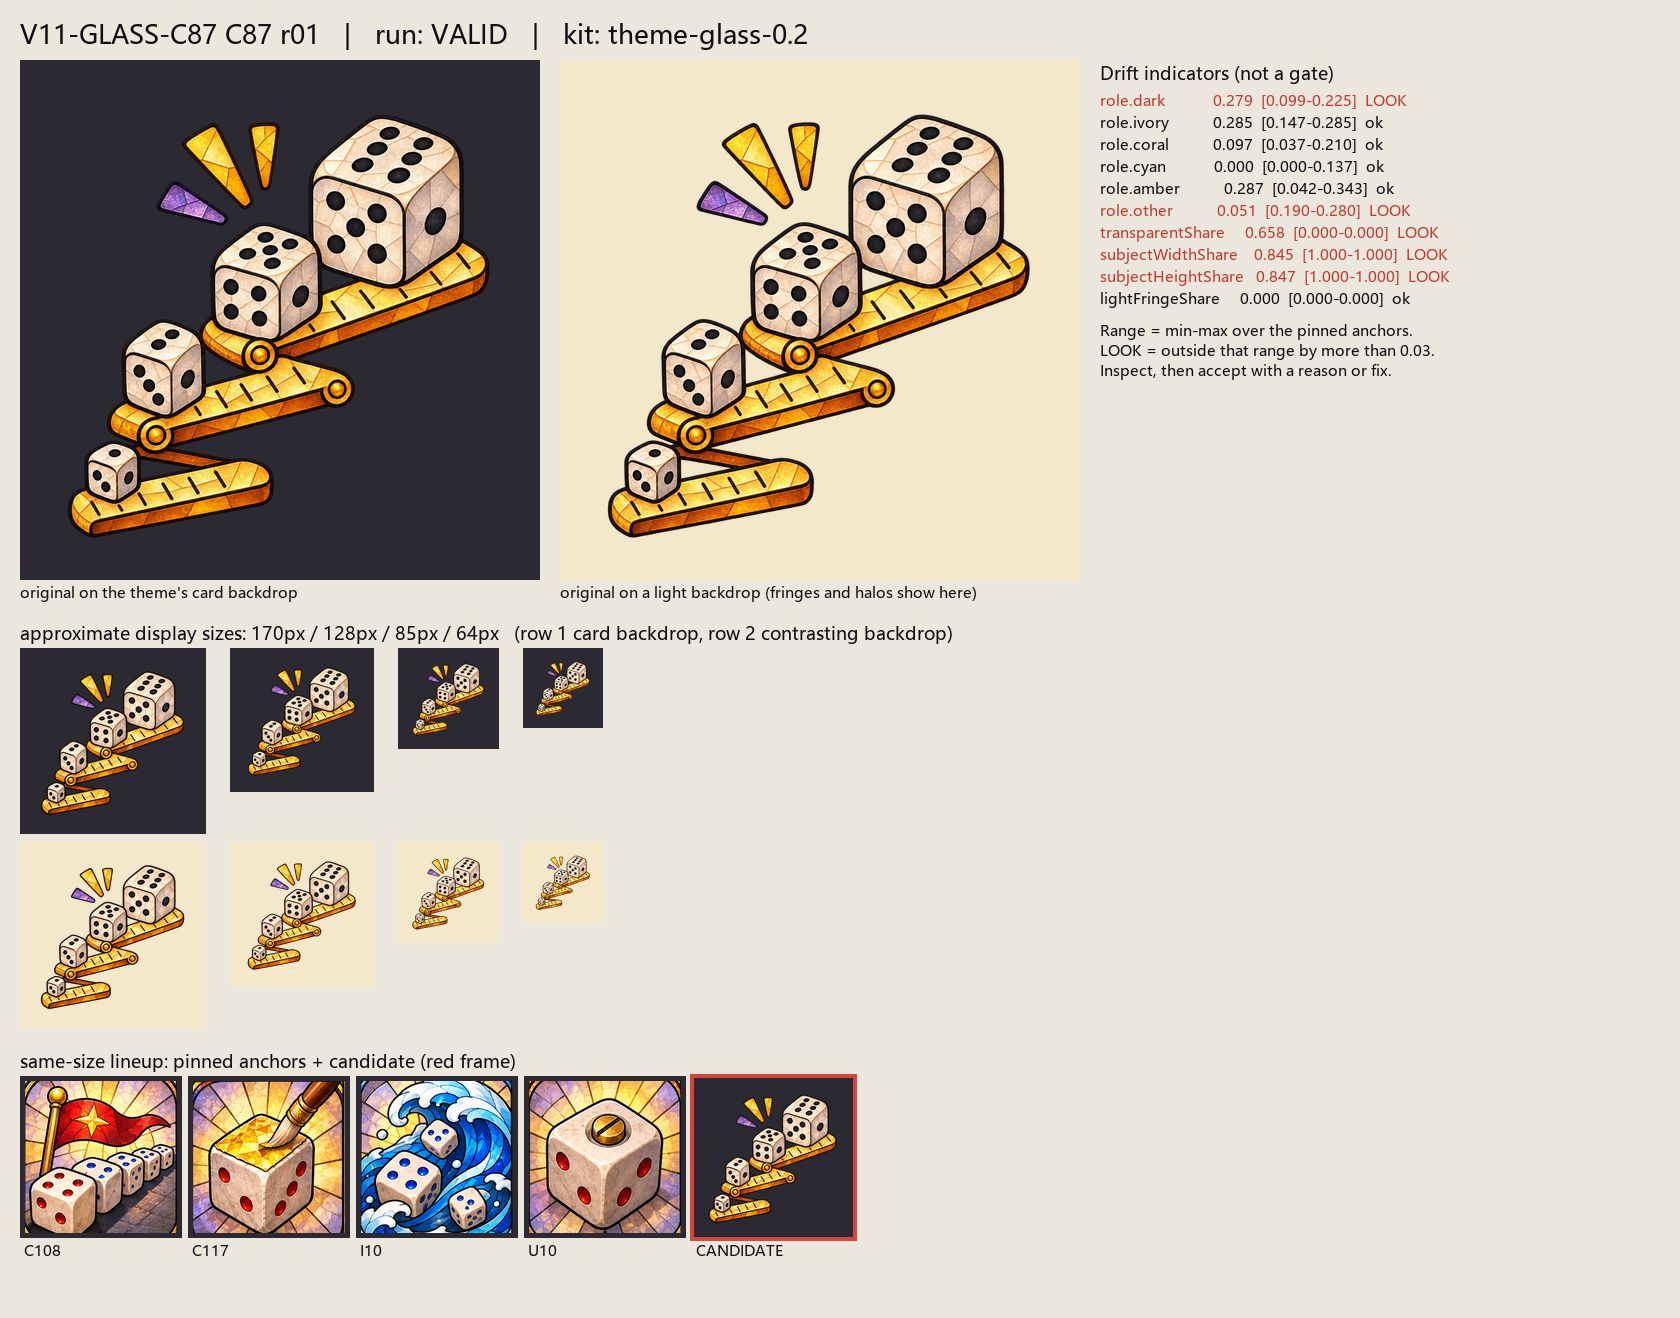 V11-GLASS-C87 C87 r01 | run: VALID | kit: theme-glass-0.2
Drift indicators (not a gate)
role.dark 0.279 [0.099-0.225] LOOK
role.ivory 0.285 [0.147-0.285] ok
role.coral 0.097 [0.037-0.210] ok
role.cyan 0.000 [0.000-0.137] ok
role.amber 0.287 [0.042-0.343] ok
role.other 0.051 [0.190-0.280] LOOK
transparentShare 0.658 [0.000-0.000] LOOK
subjectWidthShare 0.845 [1.000-1.000] LOOK
subjectHeightShare 0.847 [1.000-1.000] LOOK
lightFringeShare 0.000 [0.000-0.000] ok
Range = min-max over the pinned anchors.
LOOK = outside that range by more than 0.03.
Inspect, then accept with a reason or fix.
original on the theme's card backdrop
original on a light backdrop (fringes and halos show here)
approximate display sizes: 170px / 128px / 85px / 64px (row 1 card backdrop, row 2 contrasting backdrop)
same-size lineup: pinned anchors + candidate (red frame)
C108
C117
I10
U10
CANDIDATE